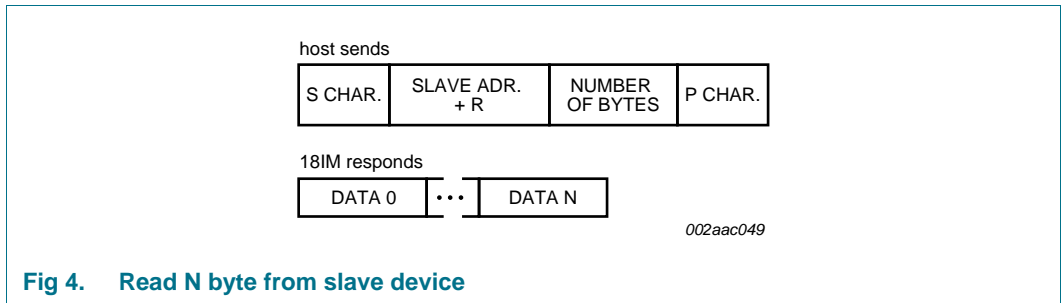 host sends
S CHAR.
SLAVE ADR.
+ R
NUMBER
OF BYTES
P CHAR.
18IM responds
DATA 0
• • •
DATA N
002aac049
Fig 4. Read N byte from slave device